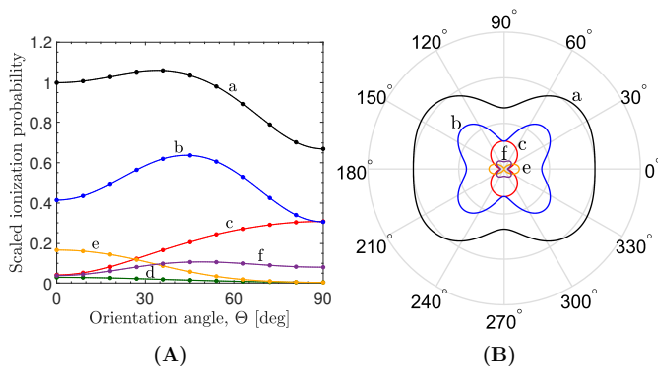 Scaled ionization probability
1.2
1
0.8
0.6
0.4
0.2
0
a
b
c
e
f
d
0 30 60 90
Orientation angle, Θ [deg]
(A)
90°
120° 60°
150° 30°
180° 0°
210° 330°
240° 300°
270°
a
b
c
f
e
(B)